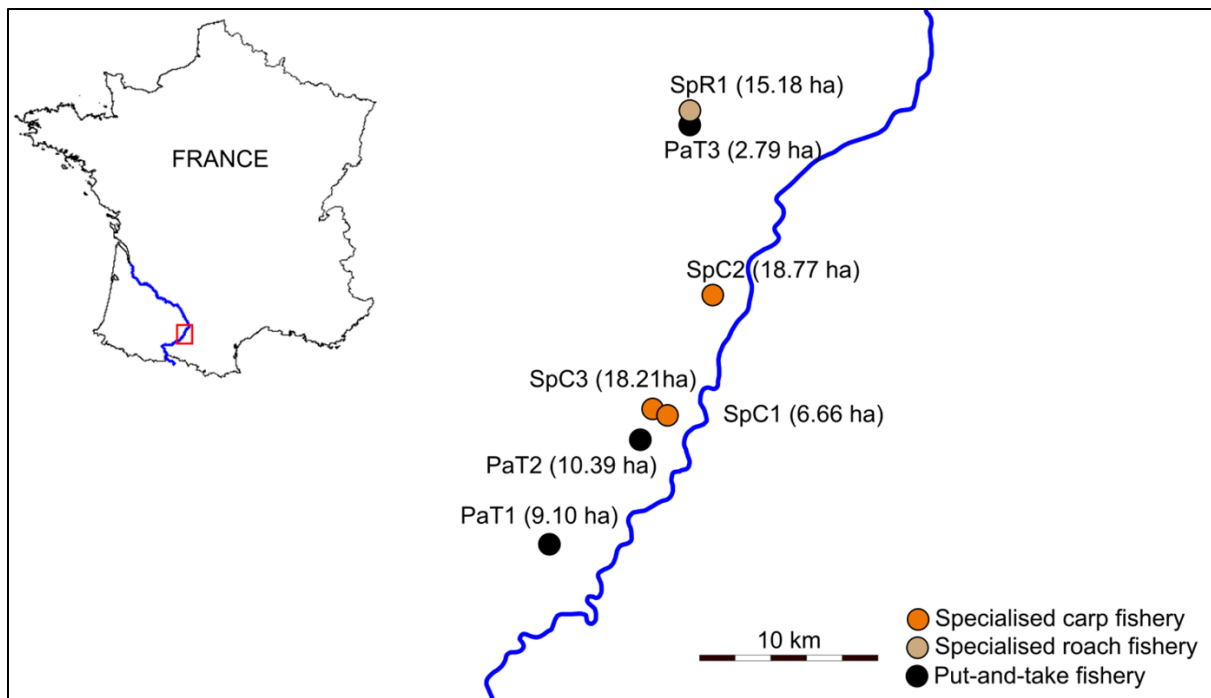 SpR1 (15.18 ha)
FRANCE
PaT3 (2.79 ha)
SpC2 (18.77 ha)
SpC3 (18.21ha)
SpC1 (6.66 ha)
PaT2 (10.39 ha)
PaT1 (9.10 ha)
Specialised carp fishery
10 km
Specialised roach fishery
Put-and-take fishery